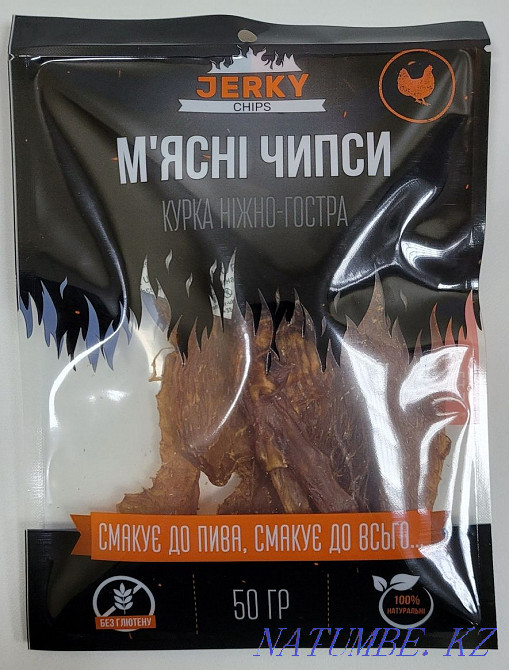 JERKY
CHIPS
М'ЯСНІ ЧИПСИ
КУРКА НІЖНО-ГОСТРА
СМАКУЄ ДО ПИВА, СМАКУЄ ДО ВСЬОГО...
БЕЗ ГЛЮТЕНУ
50 ГР
100%
НАТУРАЛЬНІ
NATUMBE.KZ